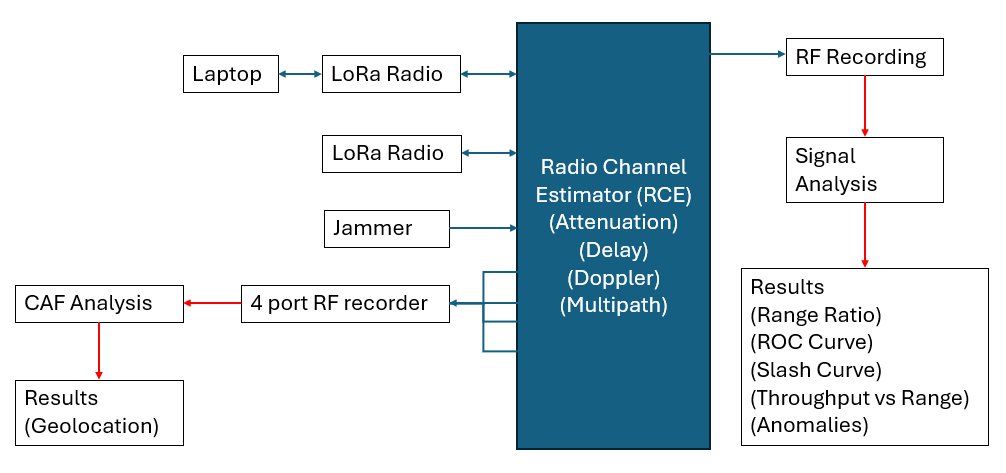 Laptop
LoRa Radio
LoRa Radio
Jammer
4 port RF recorder
CAF Analysis
Results
(Geolocation)
Radio Channel
Estimator (RCE)
(Attenuation)
(Delay)
(Doppler)
(Multipath)
RF Recording
Signal
Analysis
Results
(Range Ratio)
(ROC Curve)
(Slash Curve)
(Throughput vs Range)
(Anomalies)